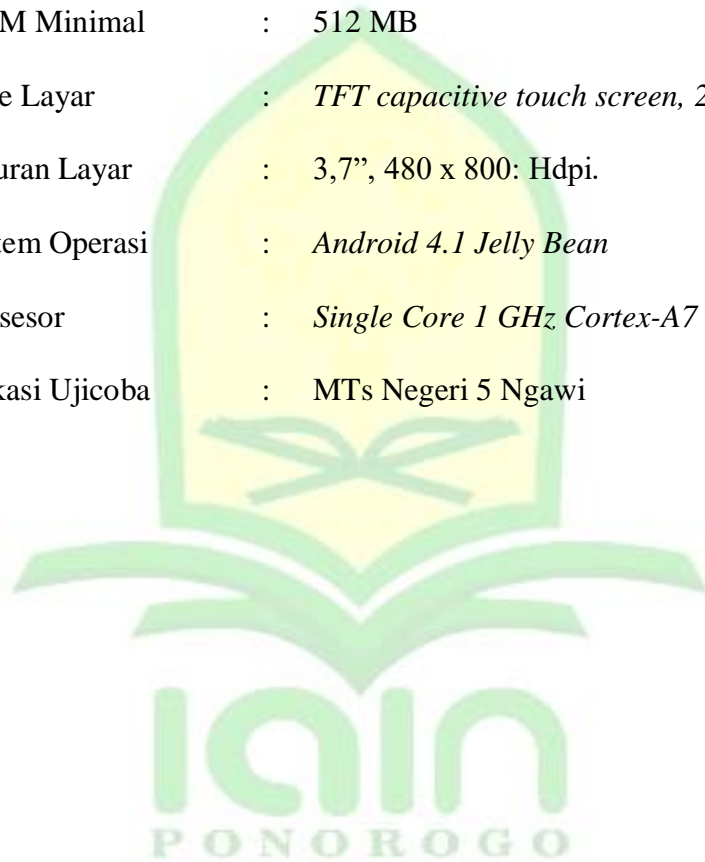 M Minimal : 512 MB
e Layar : TFT capacitive touch screen, 2
uran Layar : 3,7”, 480 x 800: Hdpi.
tem Operasi : Android 4.1 Jelly Bean
sesor : Single Core 1 GHz Cortex-A7
kasi Ujicoba : MTs Negeri 5 Ngawi
iain
PONOROGO